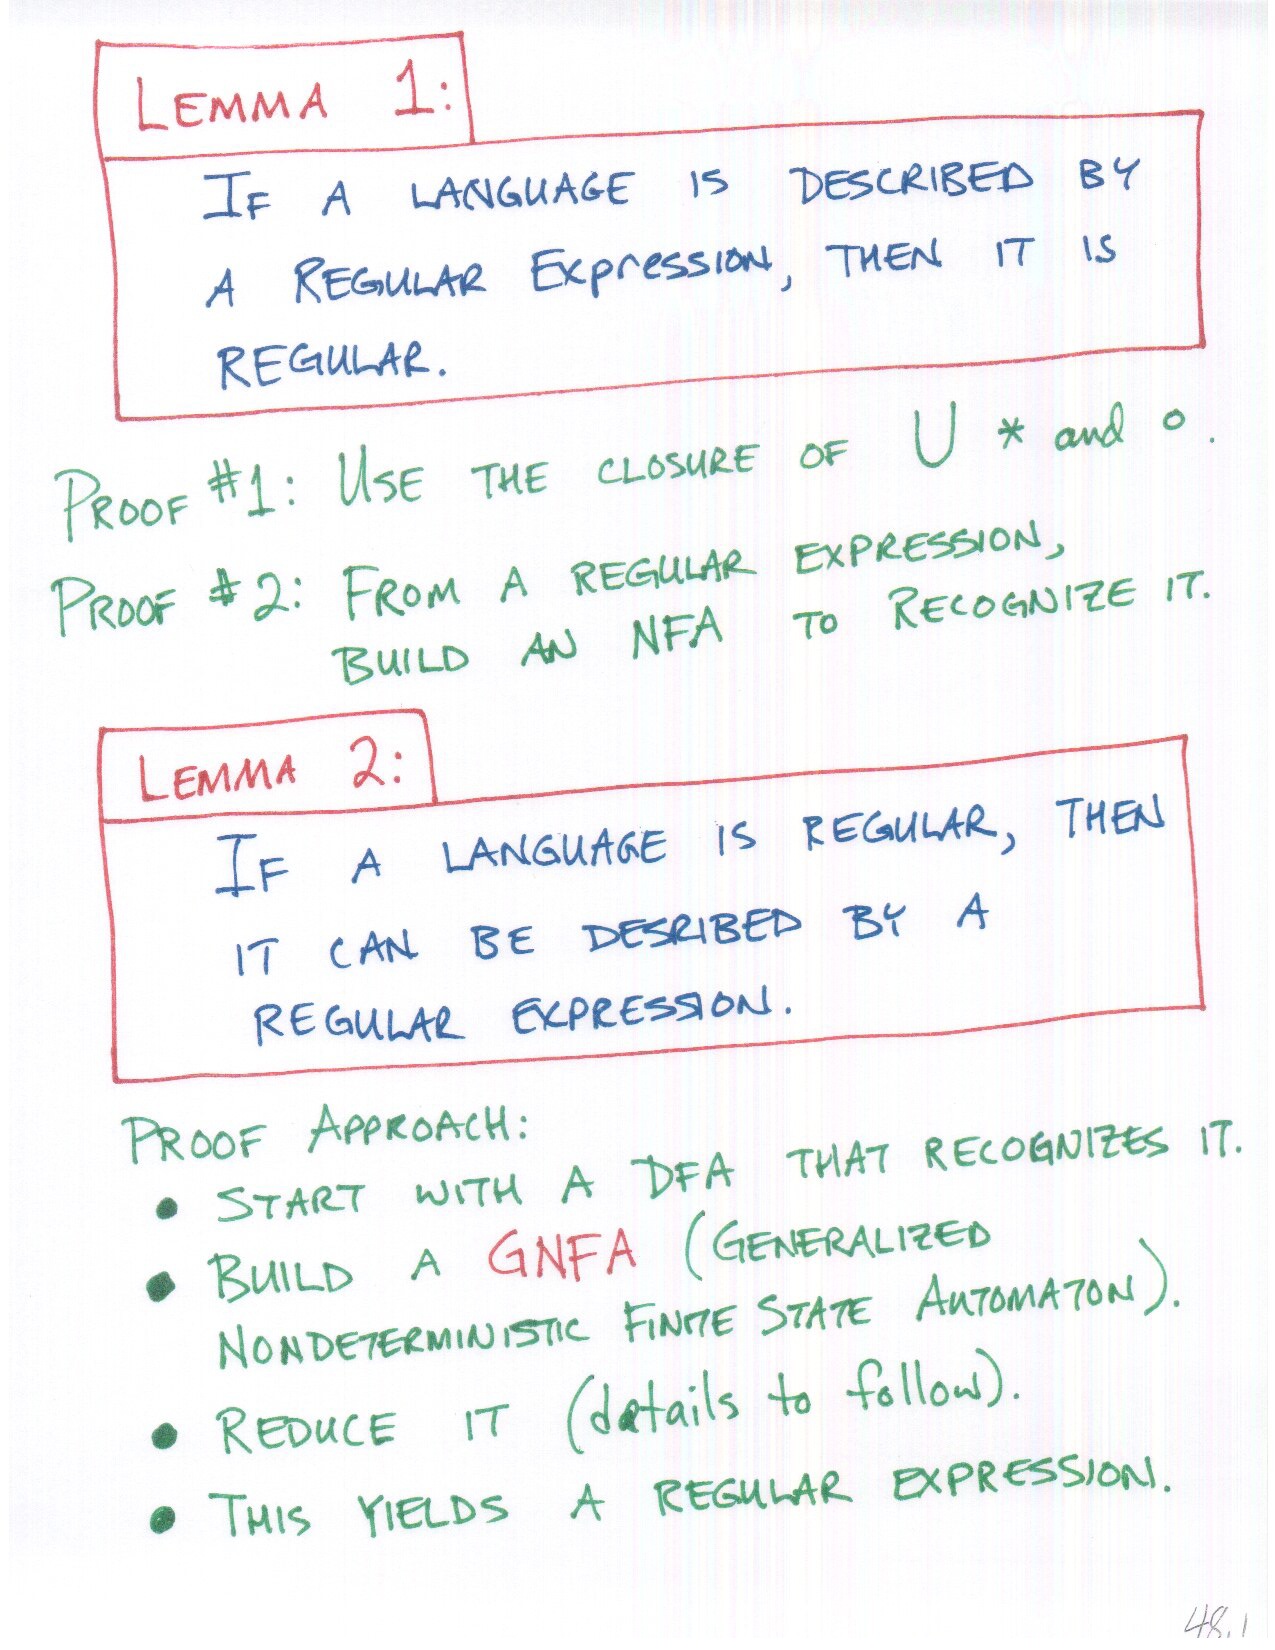 LEMMA 1:
IF A LANGUAGE IS DESCRIBED BY
A REGULAR Expression, THEN IT IS
REGULAR.
PROOF #1: USE THE CLOSURE OF U * and ∘.
PROOF #2: FROM A REGULAR EXPRESSION,
BUILD AN NFA TO RECOGNIZE IT.
LEMMA 2:
IF A LANGUAGE IS REGULAR, THEN
IT CAN BE DESRIBED BY A
REGULAR EXPRESSION.
PROOF APPROACH:
• START WITH A DFA THAT RECOGNIZES IT.
• BUILD A GNFA (GENERALIZED
NONDETERMINISTIC FINITE STATE AUTOMATON).
• REDUCE IT (details to follow).
• THIS YIELDS A REGULAR EXPRESSION.
48.1